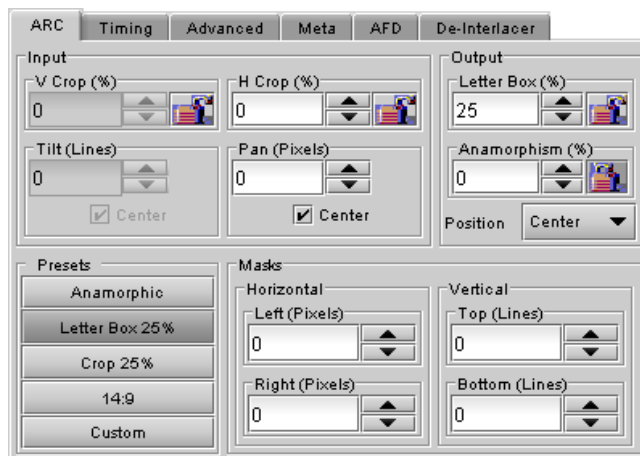 ARC Timing Advanced Meta AFD De-Interlacer
Input
V Crop (%)
0
H Crop (%)
0
Tilt (Lines)
0
Center
Pan (Pixels)
0
Center
Output
Letter Box (%)
25
Anamorphism (%)
0
Position Center
Presets
Anamorphic
Letter Box 25%
Crop 25%
14:9
Custom
Masks
Horizontal
Left (Pixels)
0
Right (Pixels)
0
Vertical
Top (Lines)
0
Bottom (Lines)
0